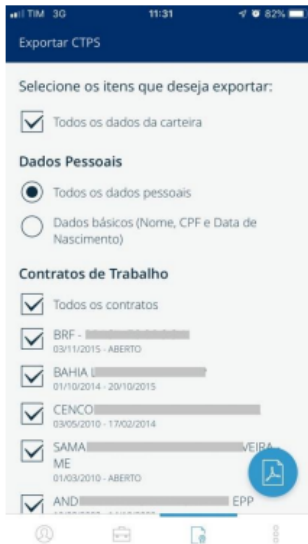 TIM 3G 11:31 82%
Exportar CTPS
Selecione os itens que deseja exportar:
Todos os dados da carteira
Dados Pessoais
Todos os dados pessoais
Dados básicos (Nome, CPF e Data de
Nascimento)
Contratos de Trabalho
Todos os contratos
BRF -
03/11/2015 - ABERTO
BAHIA
01/10/2014 - 20/10/2015
CENCO
03/05/2010 - 17/02/2014
SAMA VEIRA -
ME
01/03/2010 - ABERTO
AND EPP